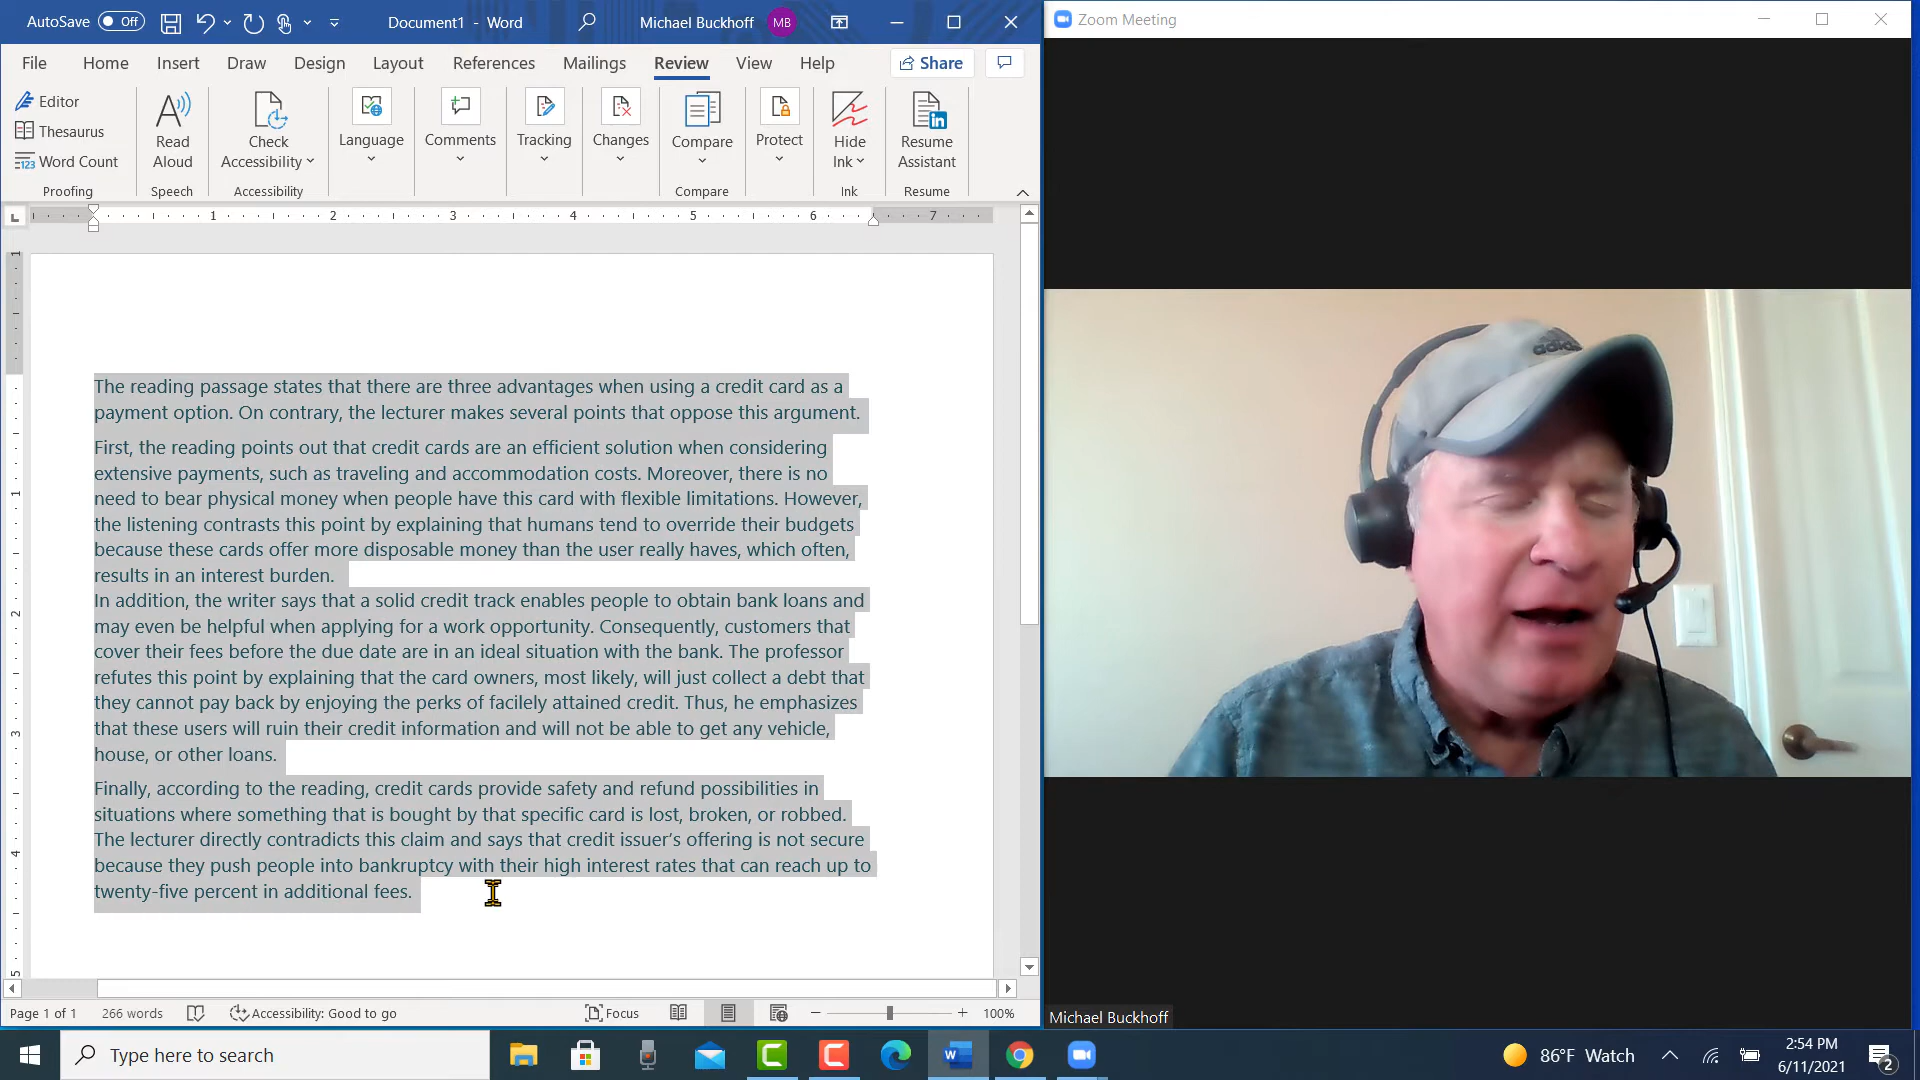 AutoSave Off Document1 - Word Michael Buckhoff MB
File Home Insert Draw Design Layout References Mailings Review View Help Share
Editor
Thesaurus
Word Count
Proofing
Read Aloud
Speech
Check Accessibility
Accessibility
Language
Comments
Tracking
Changes
Compare
Compare
Protect
Hide Ink
Ink
Resume Assistant
Resume
1 2 3 4 5 6 7
The reading passage states that there are three advantages when using a credit card as a
payment option. On contrary, the lecturer makes several points that oppose this argument.
First, the reading points out that credit cards are an efficient solution when considering
extensive payments, such as traveling and accommodation costs. Moreover, there is no
need to bear physical money when people have this card with flexible limitations. However,
the listening contrasts this point by explaining that humans tend to override their budgets
because these cards offer more disposable money than the user really haves, which often,
results in an interest burden.
In addition, the writer says that a solid credit track enables people to obtain bank loans and
may even be helpful when applying for a work opportunity. Consequently, customers that
cover their fees before the due date are in an ideal situation with the bank. The professor
refutes this point by explaining that the card owners, most likely, will just collect a debt that
they cannot pay back by enjoying the perks of facilely attained credit. Thus, he emphasizes
that these users will ruin their credit information and will not be able to get any vehicle,
house, or other loans.
Finally, according to the reading, credit cards provide safety and refund possibilities in
situations where something that is bought by that specific card is lost, broken, or robbed.
The lecturer directly contradicts this claim and says that credit issuer’s offering is not secure
because they push people into bankruptcy with their high interest rates that can reach up to
twenty-five percent in additional fees.
1
1
2
3
4
5
Page 1 of 1 266 words Accessibility: Good to go Focus 100%
Zoom Meeting
adidas
Michael Buckhoff
Type here to search
86°F Watch
2:54 PM
6/11/2021
2